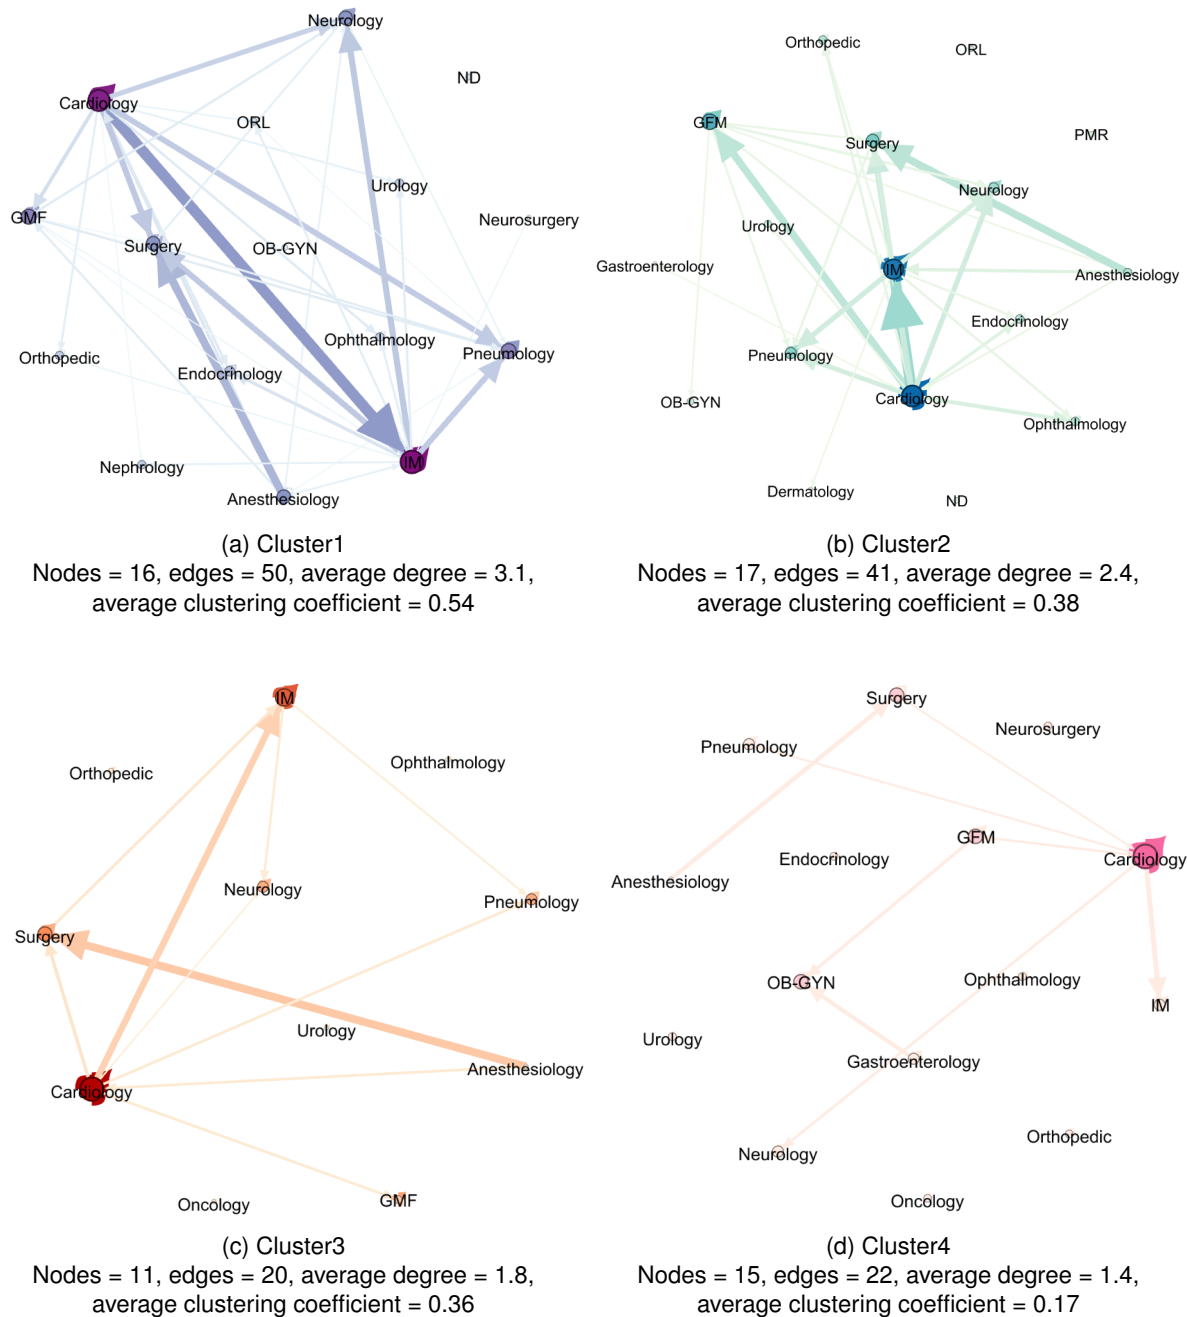 Neurology
ND
Cardiology
ORL
Urology
GMF
Neurosurgery
Surgery
OB-GYN
Ophthalmology
Pneumology
Orthopedic
Endocrinology
IM
Nephrology
Anesthesiology
(a) Cluster1
Nodes = 16, edges = 50, average degree = 3.1,
average clustering coefficient = 0.54
Orthopedic
ORL
GFM
PMR
Surgery
Neurology
Urology
Gastroenterology
IM
Anesthesiology
Endocrinology
Pneumology
OB-GYN
Cardiology
Ophthalmology
Dermatology
ND
(b) Cluster2
Nodes = 17, edges = 41, average degree = 2.4,
average clustering coefficient = 0.38
IM
Orthopedic
Ophthalmology
Neurology
Pneumology
Surgery
Urology
Anesthesiology
Cardiology
Oncology
GMF
(c) Cluster3
Nodes = 11, edges = 20, average degree = 1.8,
average clustering coefficient = 0.36
Surgery
Neurosurgery
Pneumology
GFM
Endocrinology
Cardiology
Anesthesiology
OB-GYN
Ophthalmology
IM
Urology
Gastroenterology
Neurology
Orthopedic
Oncology
(d) Cluster4
Nodes = 15, edges = 22, average degree = 1.4,
average clustering coefficient = 0.17